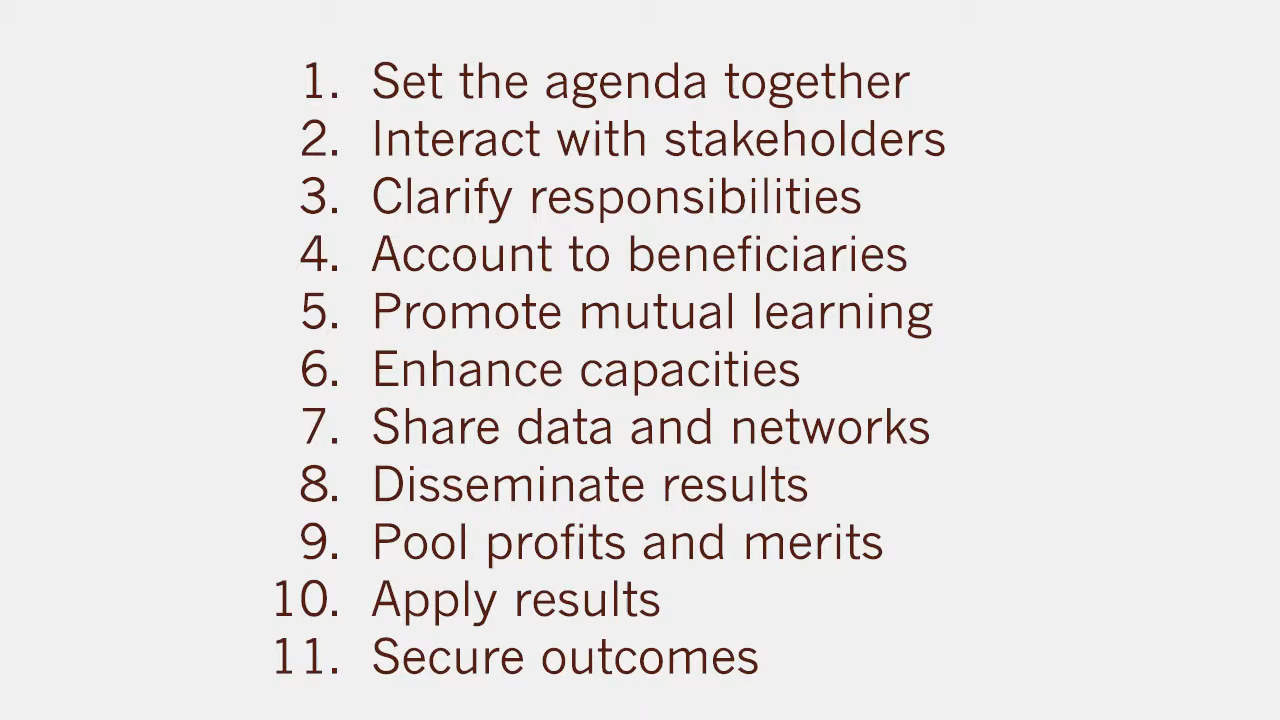 1. Set the agenda together
2. Interact with stakeholders
3. Clarify responsibilities
4. Account to beneficiaries
5. Promote mutual learning
6. Enhance capacities
7. Share data and networks
8. Disseminate results
9. Pool profits and merits
10. Apply results
11. Secure outcomes